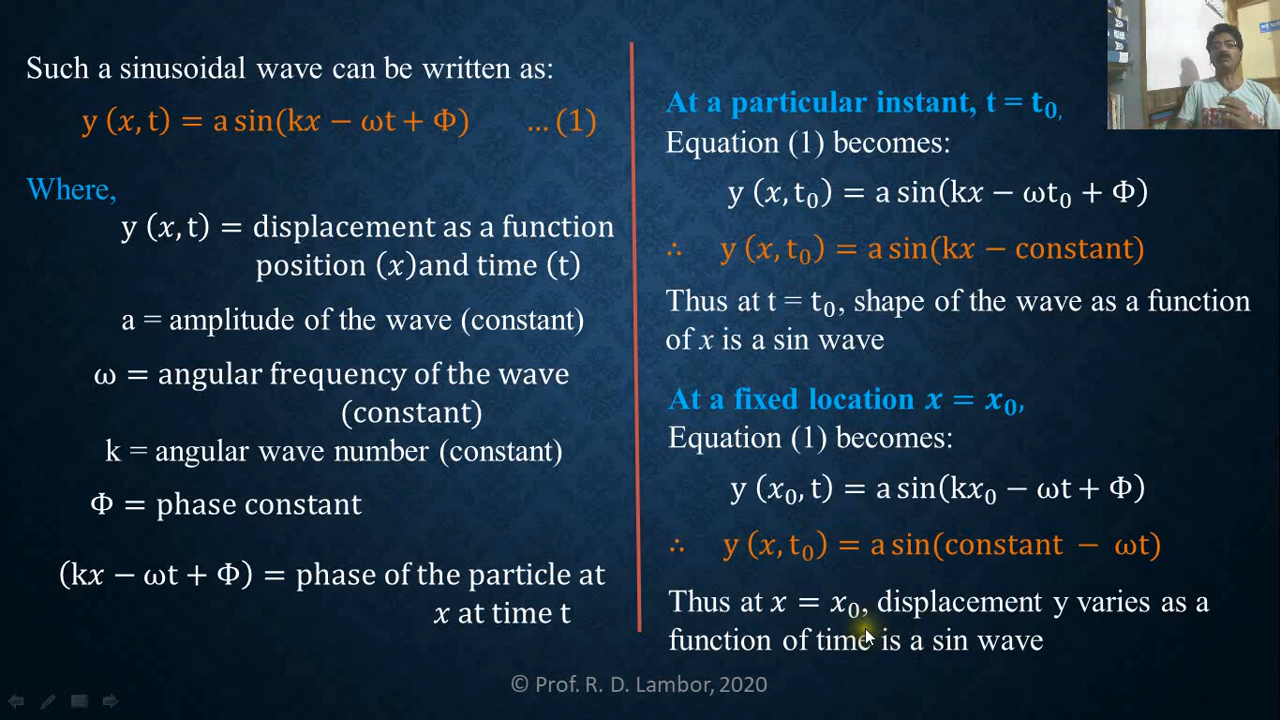 Such a sinusoidal wave can be written as:
y (x, t) = a sin(kx − ωt + Φ) … (1)
Where,
y (x, t) = displacement as a function
position (x)and time (t)
a = amplitude of the wave (constant)
ω = angular frequency of the wave
(constant)
k = angular wave number (constant)
Φ = phase constant
(kx − ωt + Φ) = phase of the particle at
x at time t
At a particular instant, t = t₀,
Equation (1) becomes:
y (x, t₀) = a sin(kx − ωt₀ + Φ)
∴ y (x, t₀) = a sin(kx − constant)
Thus at t = t₀, shape of the wave as a function
of x is a sin wave
At a fixed location x = x₀,
Equation (1) becomes:
y (x₀, t) = a sin(kx₀ − ωt + Φ)
∴ y (x, t₀) = a sin(constant − ωt)
Thus at x = x₀, displacement y varies as a
function of time is a sin wave
© Prof. R. D. Lambor, 2020